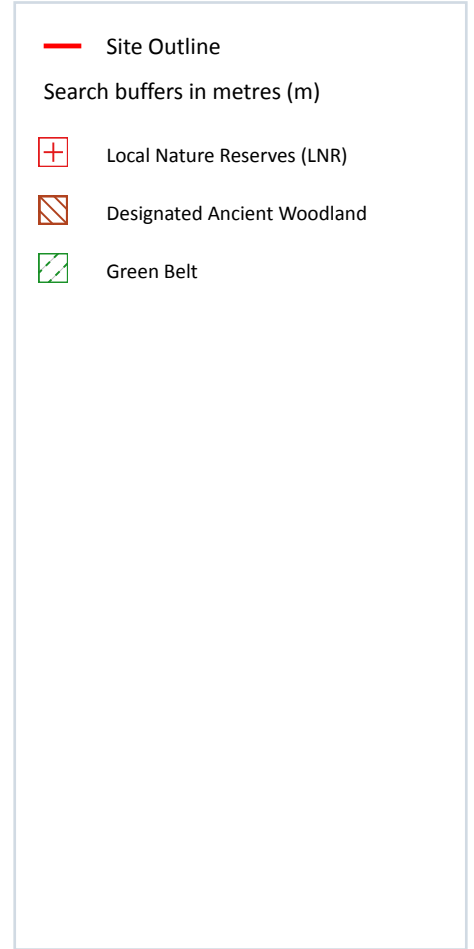 Site Outline
Search buffers in metres (m)
Local Nature Reserves (LNR)
Designated Ancient Woodland
Green Belt